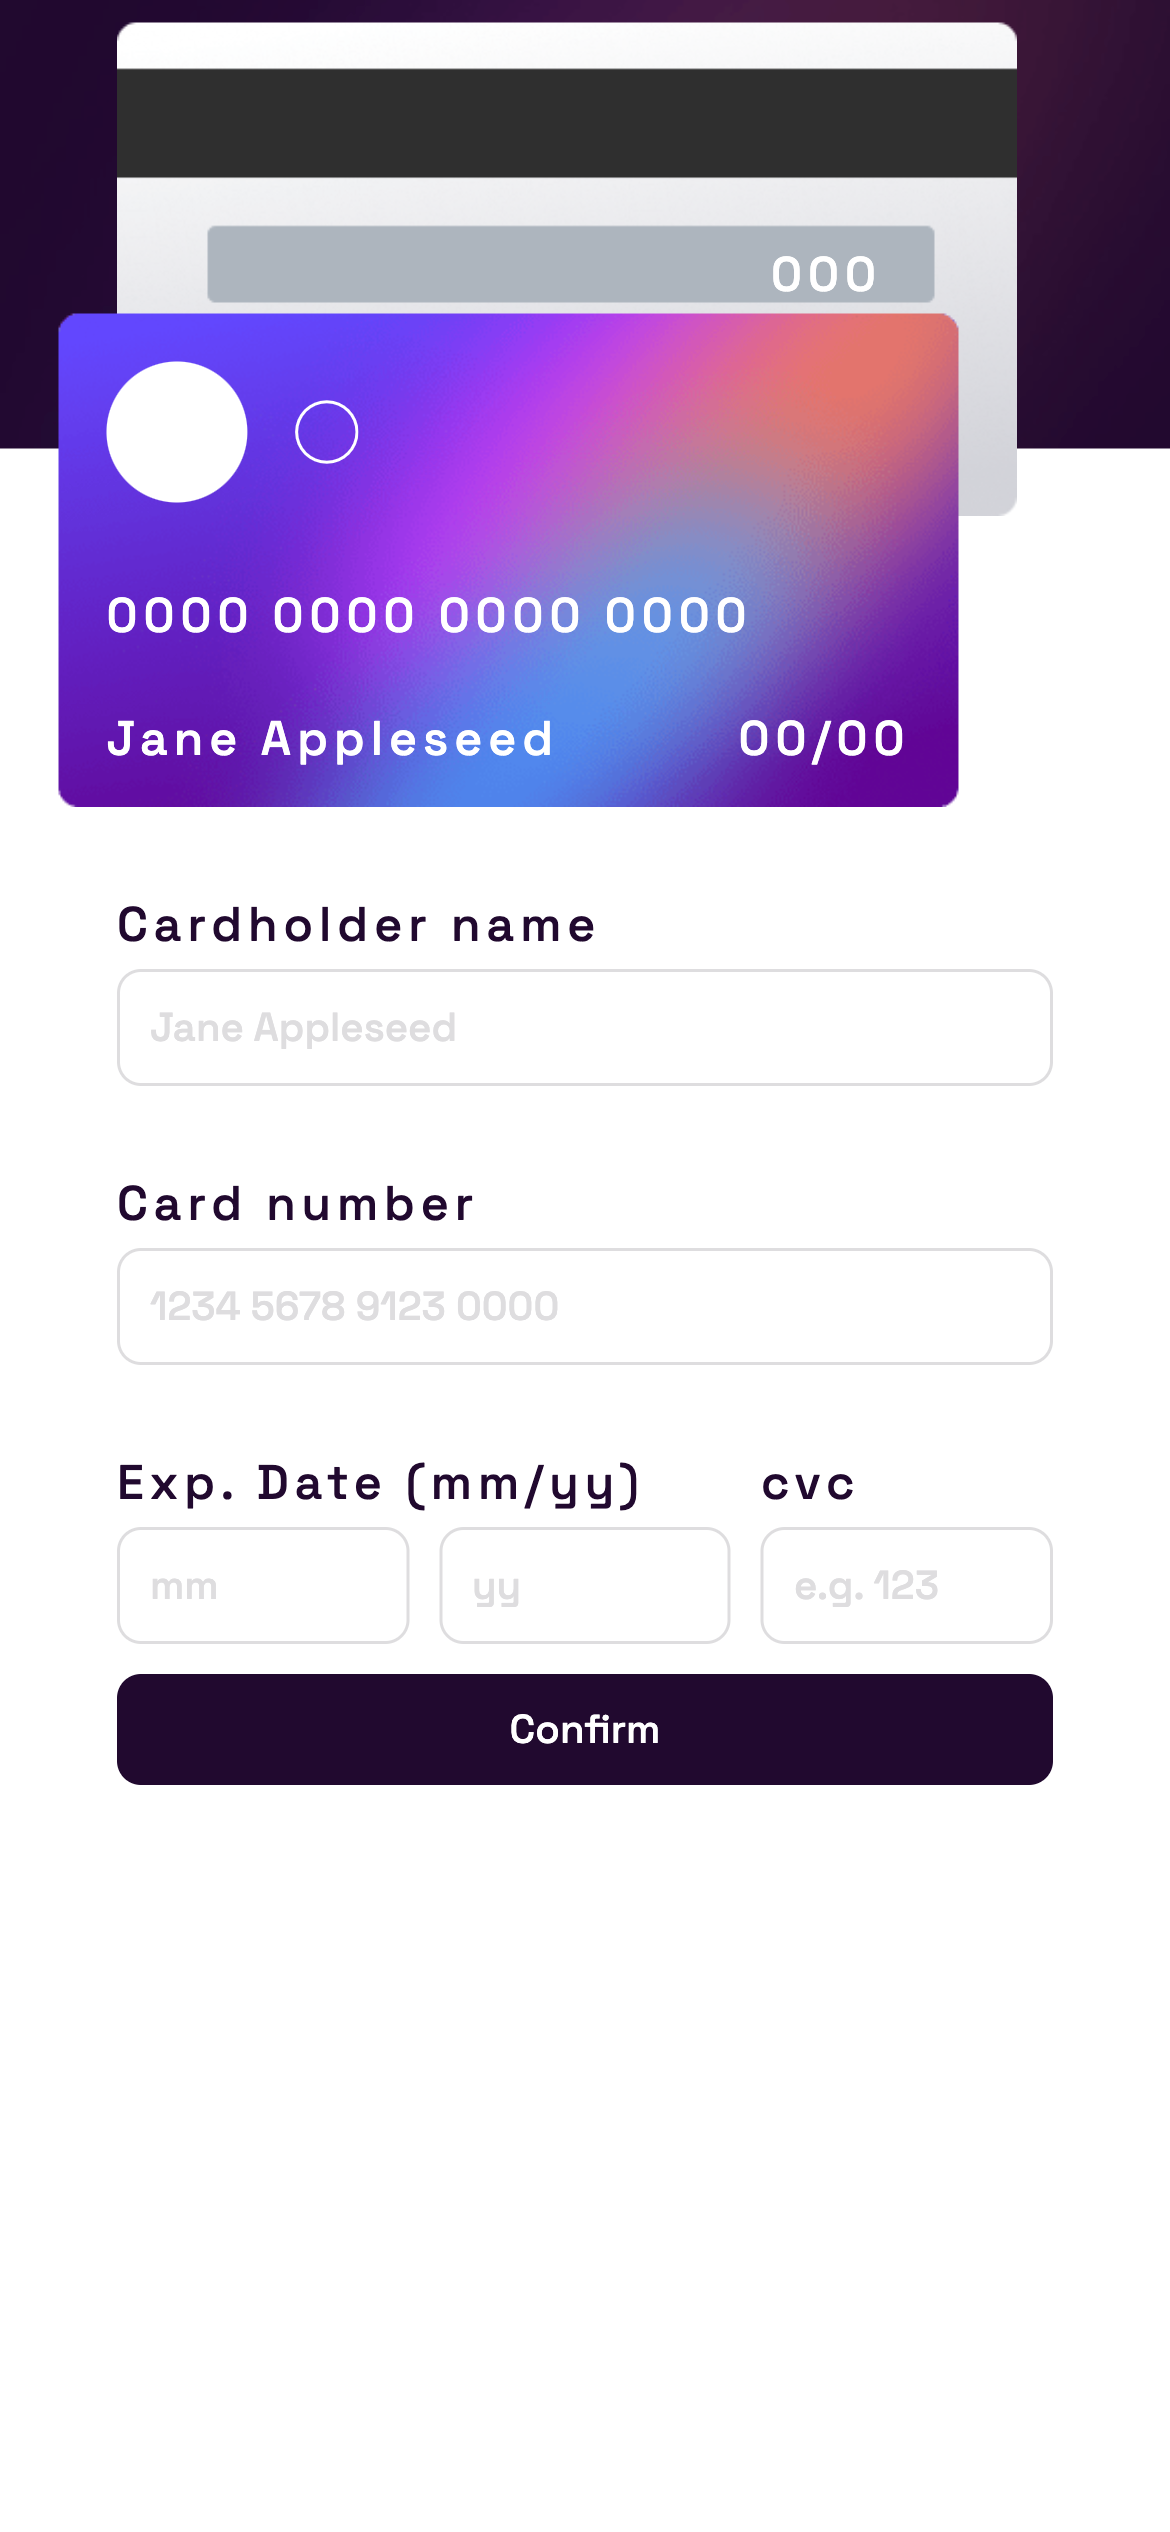 000
0000 0000 0000 0000
Jane Appleseed 00/00
Cardholder name
Jane Appleseed
Card number
1234 5678 9123 0000
Exp. Date (mm/yy) cvc
mm yy e.g. 123
Confirm